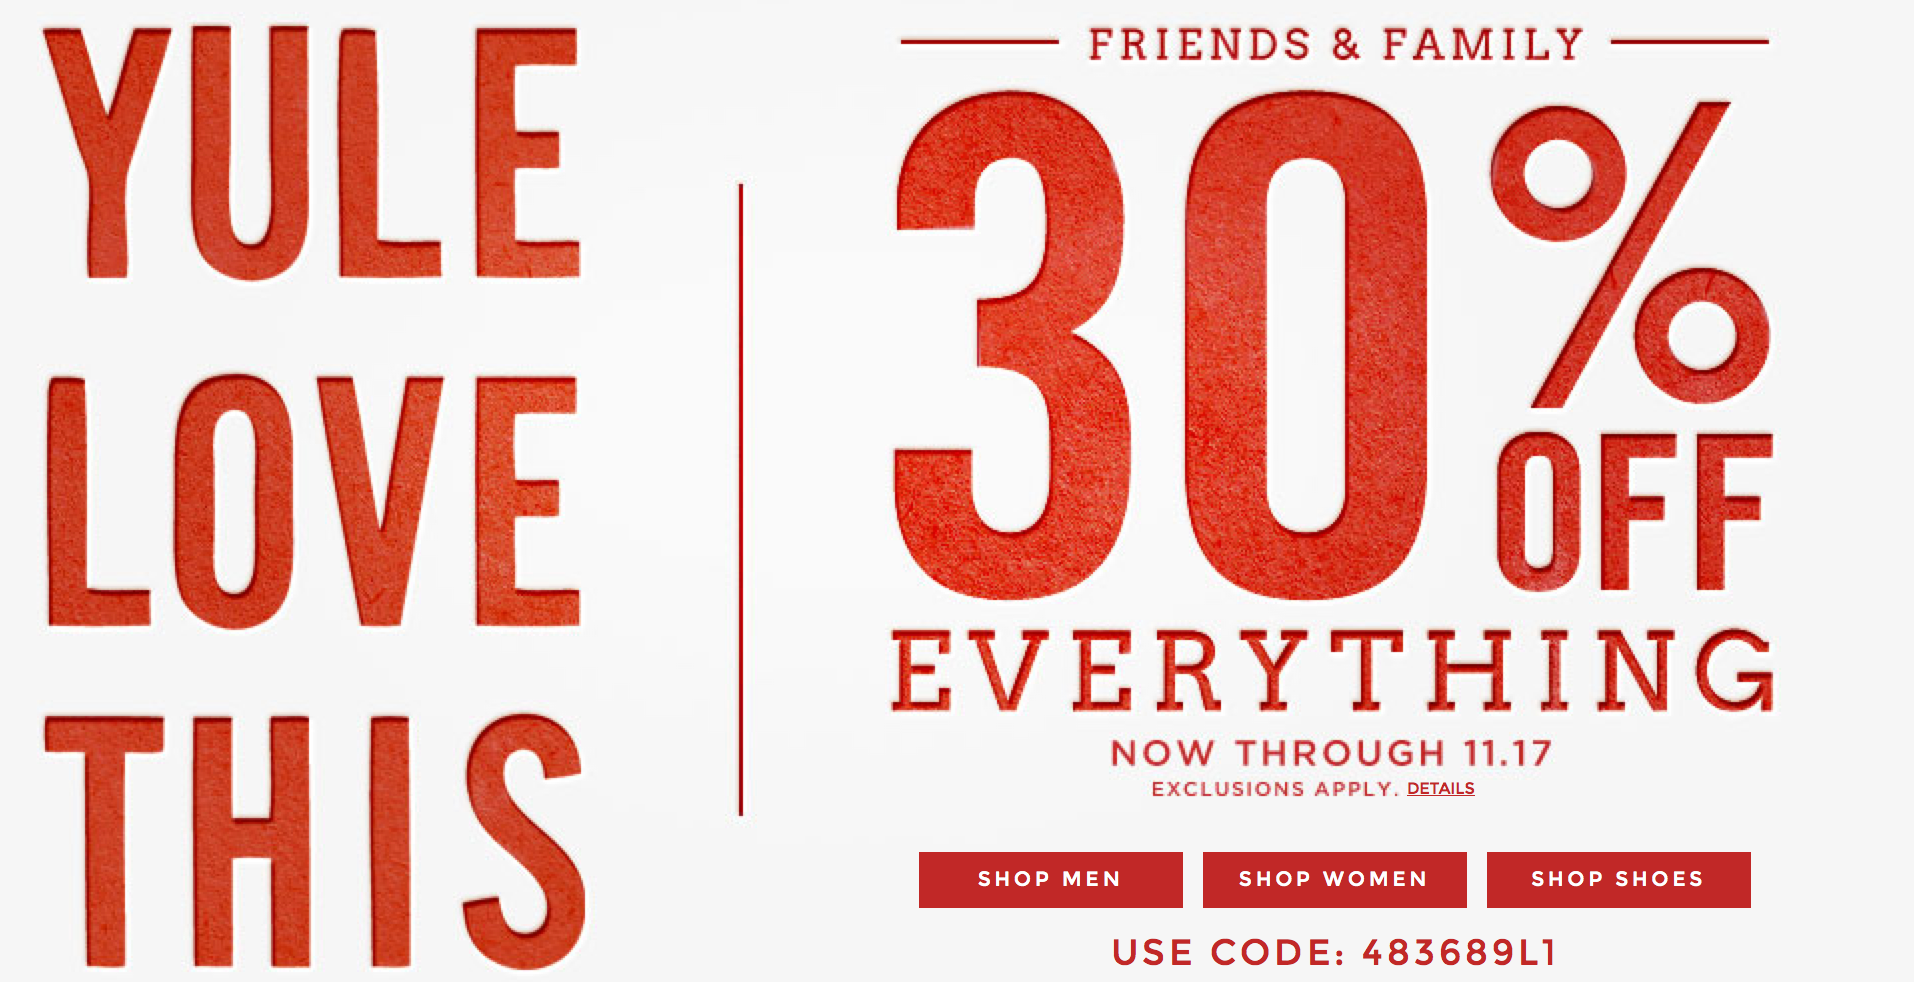 YULE
LOVE
THIS
FRIENDS & FAMILY
30%
OFF
EVERYTHING
NOW THROUGH 11.17
EXCLUSIONS APPLY. DETAILS
SHOP MEN
SHOP WOMEN
SHOP SHOES
USE CODE: 483689L1